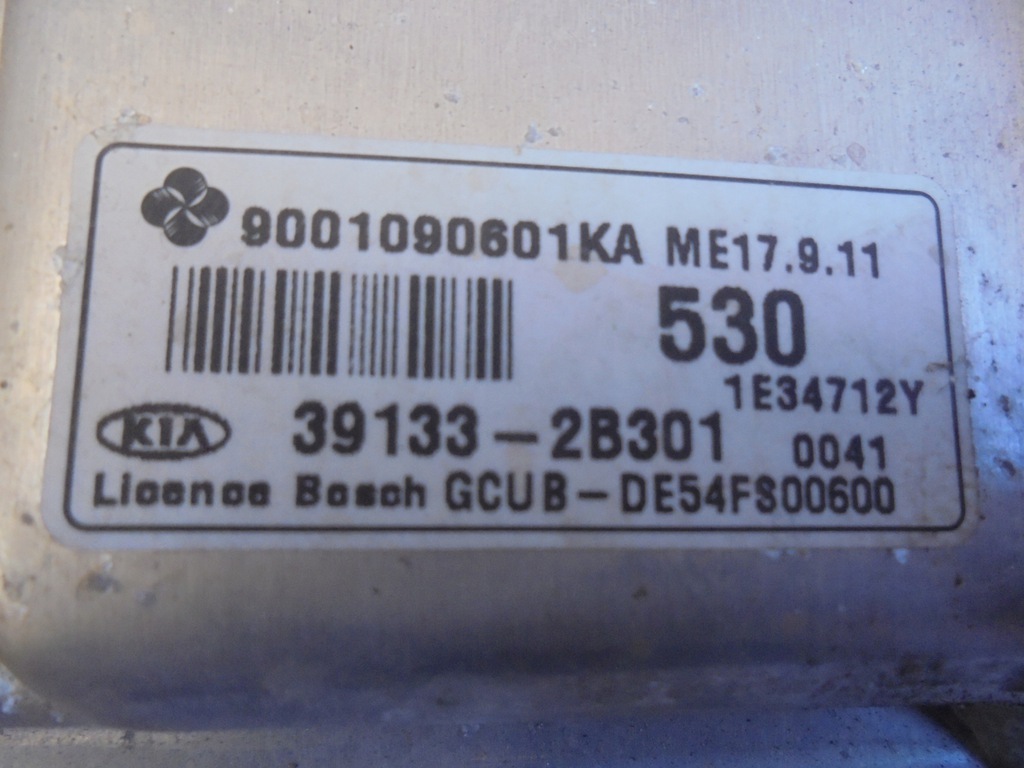 9001090601KA ME17.9.11
530
1E34712Y
KIA 39133-2B301 0041
Licence Bosch GCUB-DE54FS00600